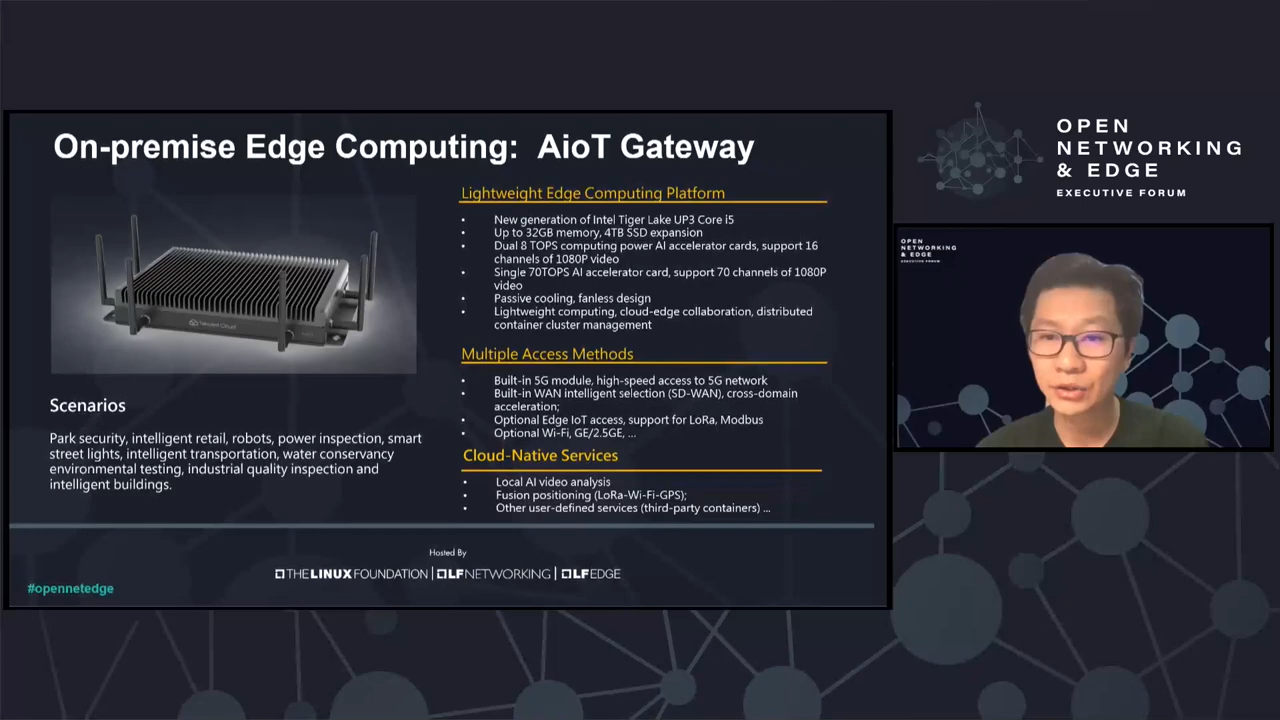 On-premise Edge Computing: AioT Gateway
Lightweight Edge Computing Platform
• New generation of Intel Tiger Lake UP3 Core i5
• Up to 32GB memory, 4TB SSD expansion
• Dual 8 TOPS computing power AI accelerator cards, support 16
channels of 1080P video
• Single 70TOPS AI accelerator card, support 70 channels of 1080P
video
• Passive cooling, fanless design
• Lightweight computing, cloud-edge collaboration, distributed
container cluster management
Multiple Access Methods
• Built-in 5G module, high-speed access to 5G network
• Built-in WAN intelligent selection (SD-WAN), cross-domain
acceleration;
• Optional Edge IoT access, support for LoRa, Modbus
• Optional Wi-Fi, GE/2.5GE, ...
Cloud-Native Services
• Local AI video analysis
• Fusion positioning (LoRa-Wi-Fi-GPS);
• Other user-defined services (third-party containers) ...
Tencent Cloud
Scenarios
Park security, intelligent retail, robots, power inspection, smart
street lights, intelligent transportation, water conservancy
environmental testing, industrial quality inspection and
intelligent buildings.
Hosted By
THE LINUX FOUNDATION | LF NETWORKING | LF EDGE
#opennetedge
OPEN
NETWORKING
& EDGE
EXECUTIVE FORUM
OPEN
NETWORKING
& EDGE
EXECUTIVE FORUM